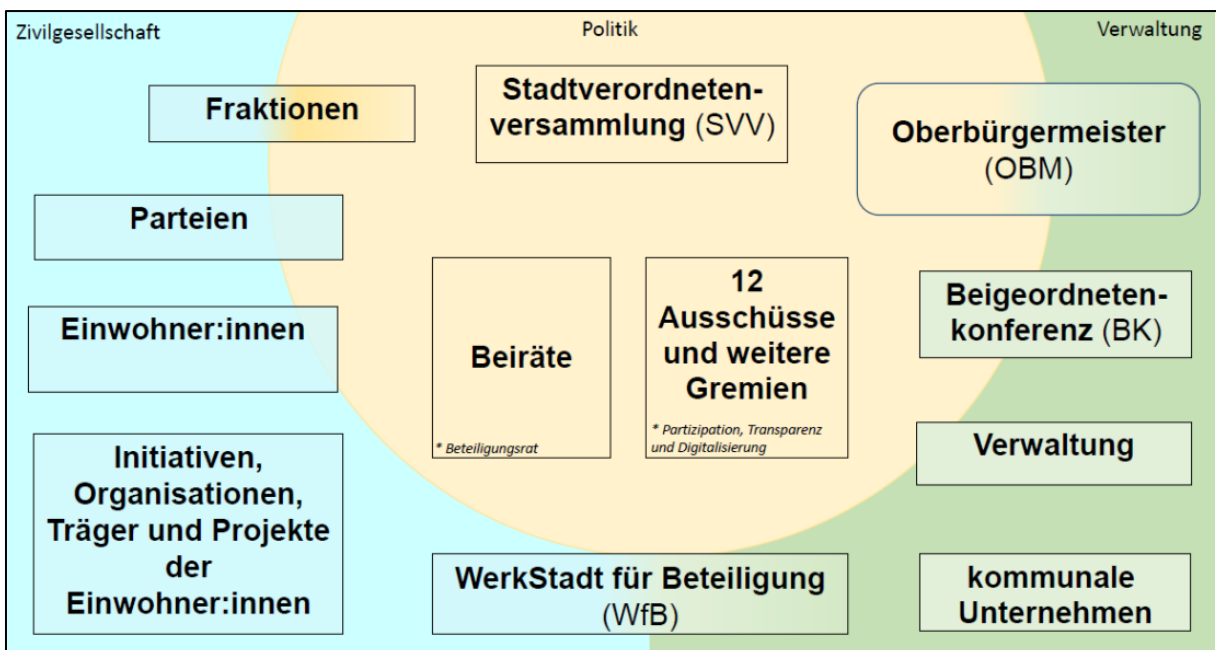 Zivilgesellschaft
Politik
Verwaltung
Fraktionen
Stadtverordneten-
versammlung (SVV)
Oberbürgermeister
(OBM)
Parteien
Einwohner:innen
Beiräte
* Beteiligungsrat
12
Ausschüsse
und weitere
Gremien
* Partizipation, Transparenz
und Digitalisierung
Beigeordneten-
konferenz (BK)
Verwaltung
Initiativen,
Organisationen,
Träger und Projekte
der
Einwohner:innen
WerkStadt für Beteiligung
(WfB)
kommunale
Unternehmen